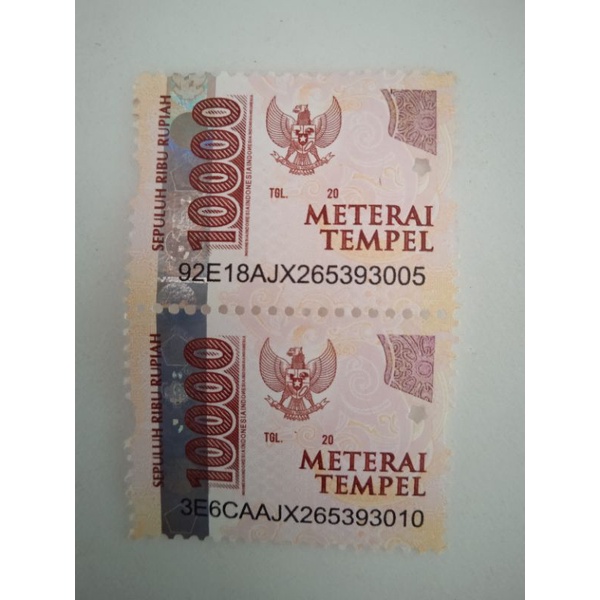 SEPULUH RIBU RUPIAH
10000
TGL. 20
METERAI
TEMPEL
92E18AJX265393005
SEPULUH RIBU RUPIAH
10000
TGL. 20
METERAI
TEMPEL
3E6CAAJX265393010